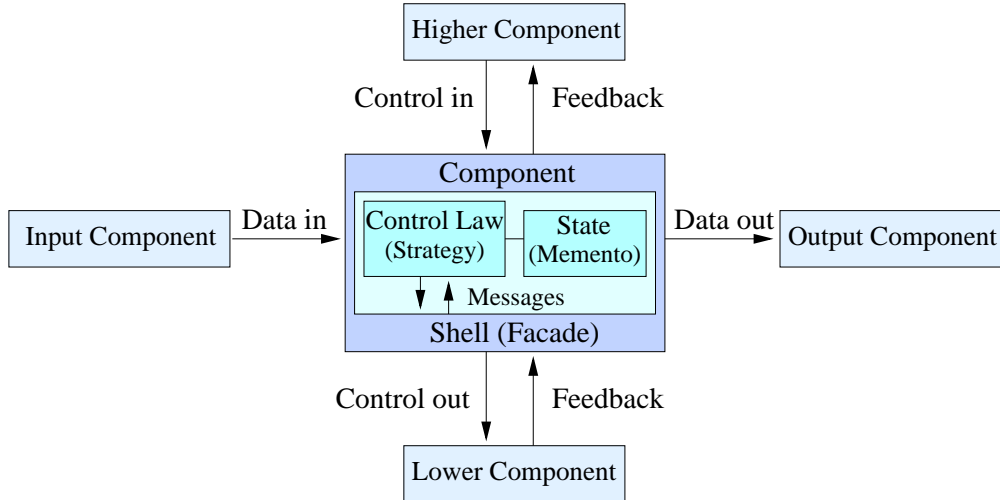 Higher Component
Control in
Feedback
Component
Input Component
Data in
Control Law
(Strategy)
State
(Memento)
Data out
Output Component
Messages
Shell (Facade)
Control out
Feedback
Lower Component